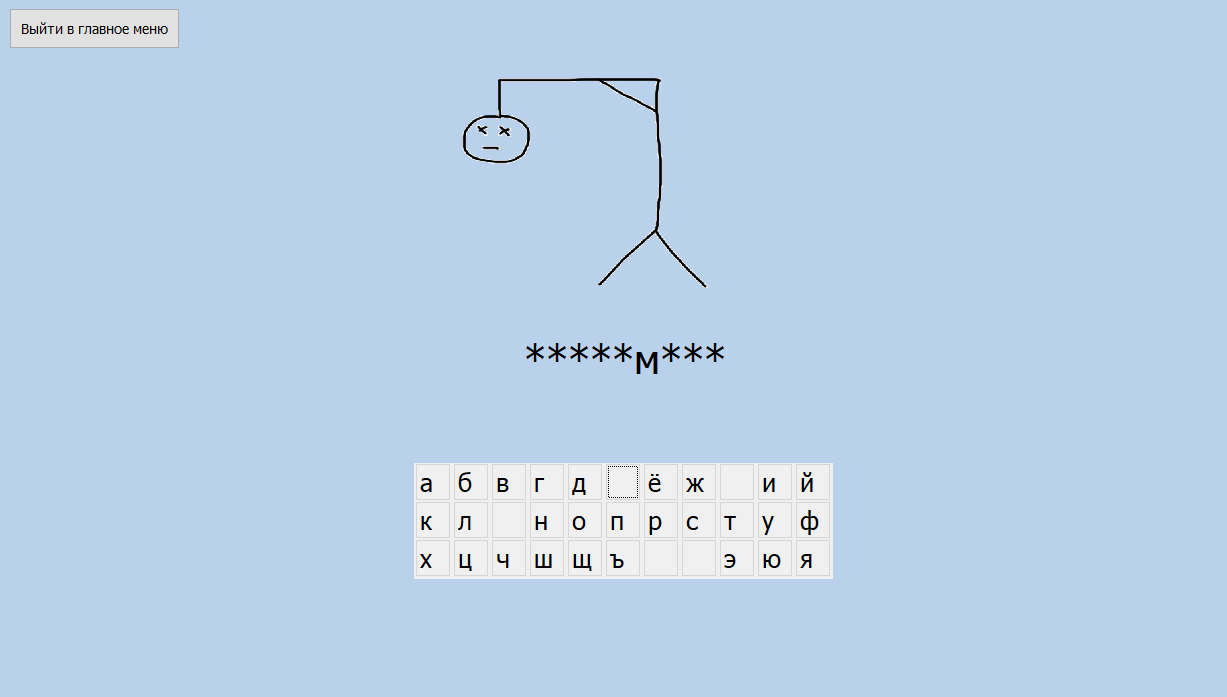 Выйти в главное меню
*****м***
а б в г д ё ж и й
к л н о п р с т у ф
х ц ч ш щ ъ э ю я